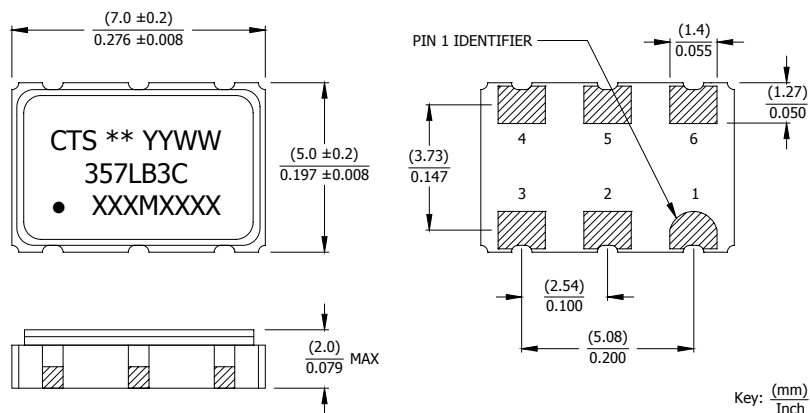 (7.0 ±0.2)
0.276 ±0.008
CTS ** YYWW
357LB3C
• XXXMXXXX
(5.0 ±0.2)
0.197 ±0.008
(2.0)
0.079 MAX
PIN 1 IDENTIFIER
(1.4)
0.055
(1.27)
0.050
4 5 6
(3.73)
0.147
3 2 1
(2.54)
0.100
(5.08)
0.200
Key: (mm)
Inch